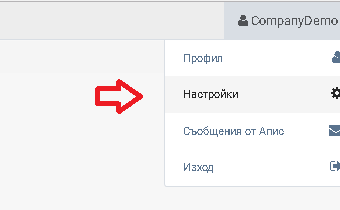 CompanyDemo
Профил
Настройки
Съобщения от Апис
Изход